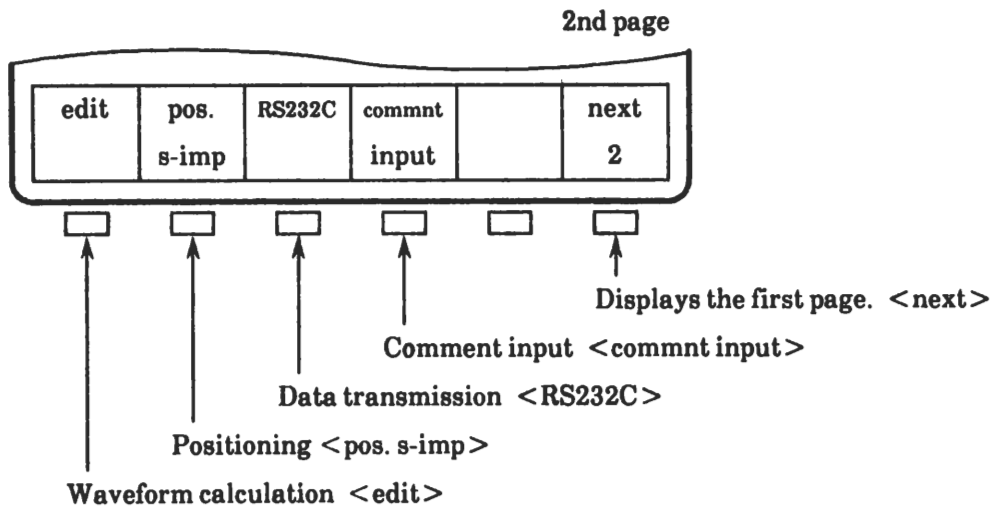 2nd page
edit
pos.
s-imp
RS232C
commnt
input
next
2
Displays the first page. <next>
Comment input <commnt input>
Data transmission <RS232C>
Positioning <pos. s-imp>
Waveform calculation <edit>